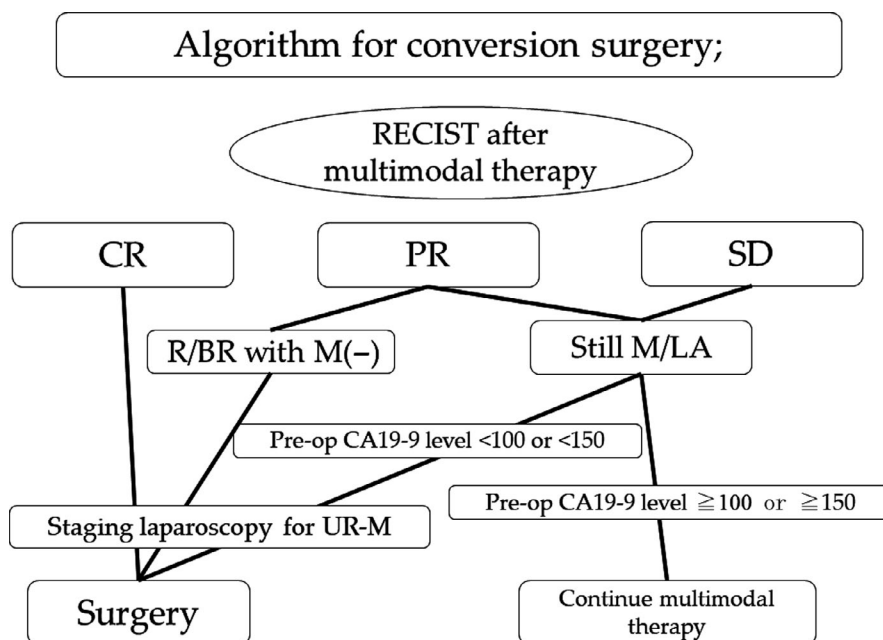 Algorithm for conversion surgery;
RECIST after
multimodal therapy
CR
PR
SD
R/BR with M(−)
Still M/LA
Pre-op CA19-9 level <100 or <150
Pre-op CA19-9 level ≧100 or ≧150
Staging laparoscopy for UR-M
Surgery
Continue multimodal
therapy